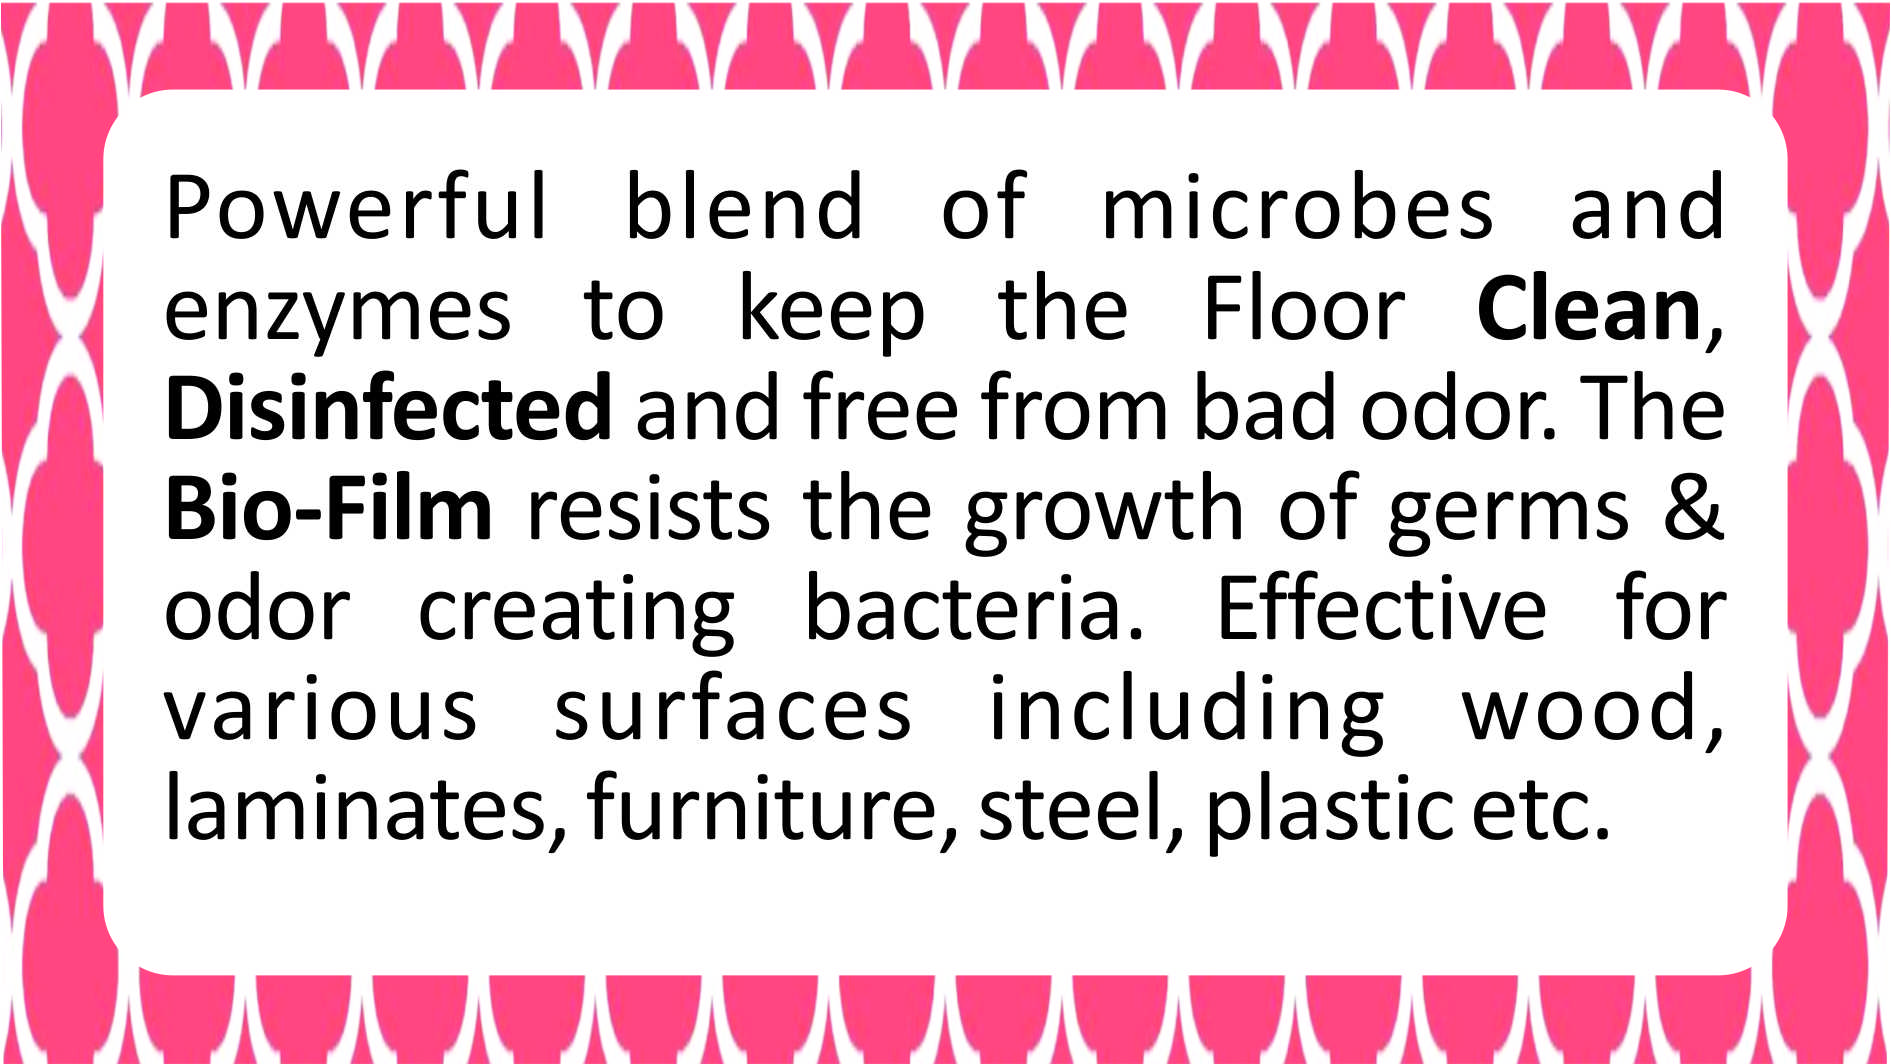 Powerful blend of microbes and
enzymes to keep the Floor Clean,
Disinfected and free from bad odor. The
Bio-Film resists the growth of germs &
odor creating bacteria. Effective for
various surfaces including wood,
laminates, furniture, steel, plastic etc.